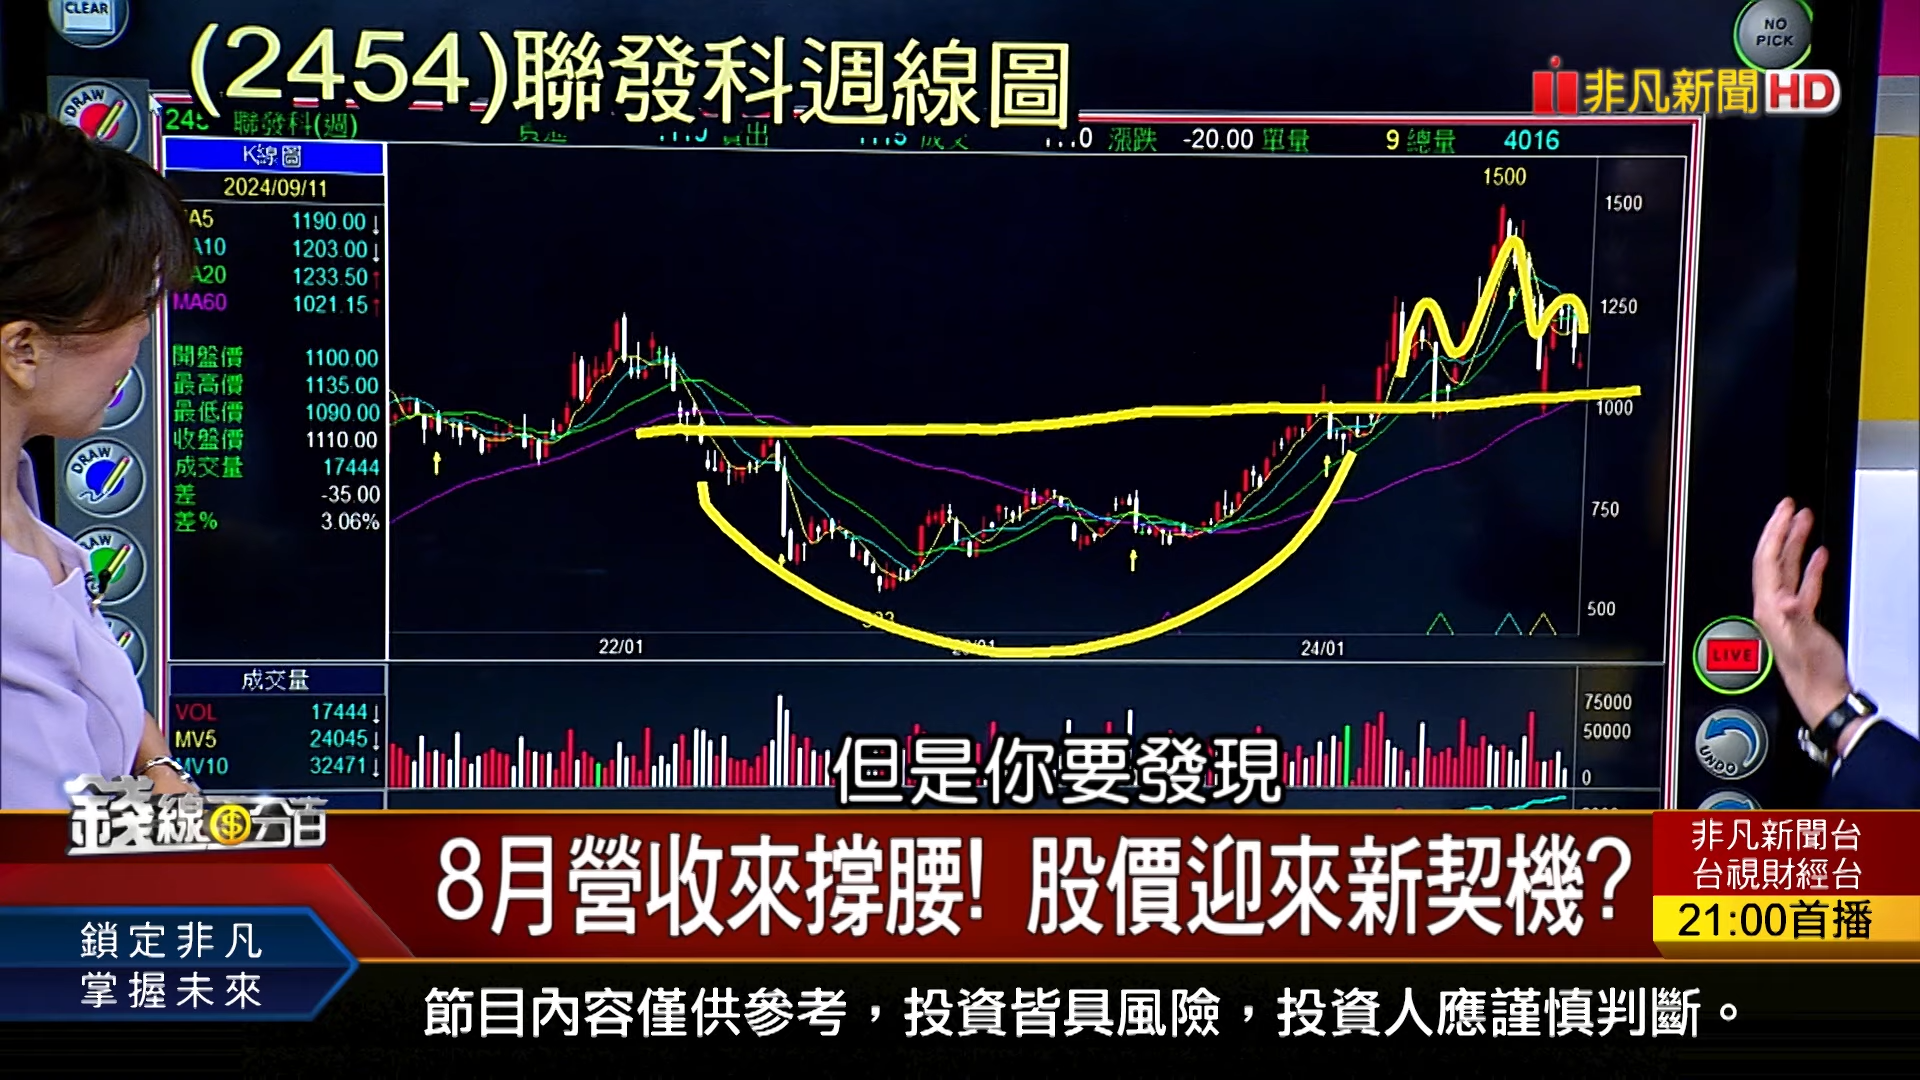 CLEAR
NO
PICK
(2454)聯發科週線圖
非凡新聞HD
DRAW
聯發科(週)
漲跌 -20.00 單量 9 總量 4016
K線圖
2024/09/11
1190.00↓
1203.00↓
1233.50↑
MA60 1021.15↑
開盤價 1100.00
最高價 1135.00
最低價 1090.00
收盤價 1110.00
成交量 17444
差 -35.00
差% 3.06%
1500
1500
1250
1000
750
500
22/01
24/01
DRAW
LIVE
UNDO
成交量
VOL 17444↓
MV5 24045↓
MV10 32471↓
75000
50000
0
但是你要發現
錢線百分百
8月營收來撐腰! 股價迎來新契機?
非凡新聞台
台視財經台
21:00首播
鎖定非凡
掌握未來
節目內容僅供參考，投資皆具風險，投資人應謹慎判斷。